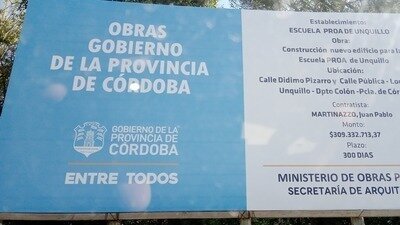 OBRAS
GOBIERNO
DE LA PROVINCIA
DE CÓRDOBA
GOBIERNO DE LA
PROVINCIA DE
CÓRDOBA
ENTRE TODOS
Establecimiento:
ESCUELA PROA DE UNQUILLO
Obra:
Construcción nuevo edificio para la
Escuela PROA de Unquillo
Ubicación:
Calle Didimo Pizarro y Calle Pública - Lo
Unquillo - Dpto Colón -Pcia. de Có
Contratista:
MARTINAZZO, Juan Pablo
Monto:
$309.332.713,37
Plazo:
300 DIAS
MINISTERIO DE OBRAS P
SECRETARÍA DE ARQUIT